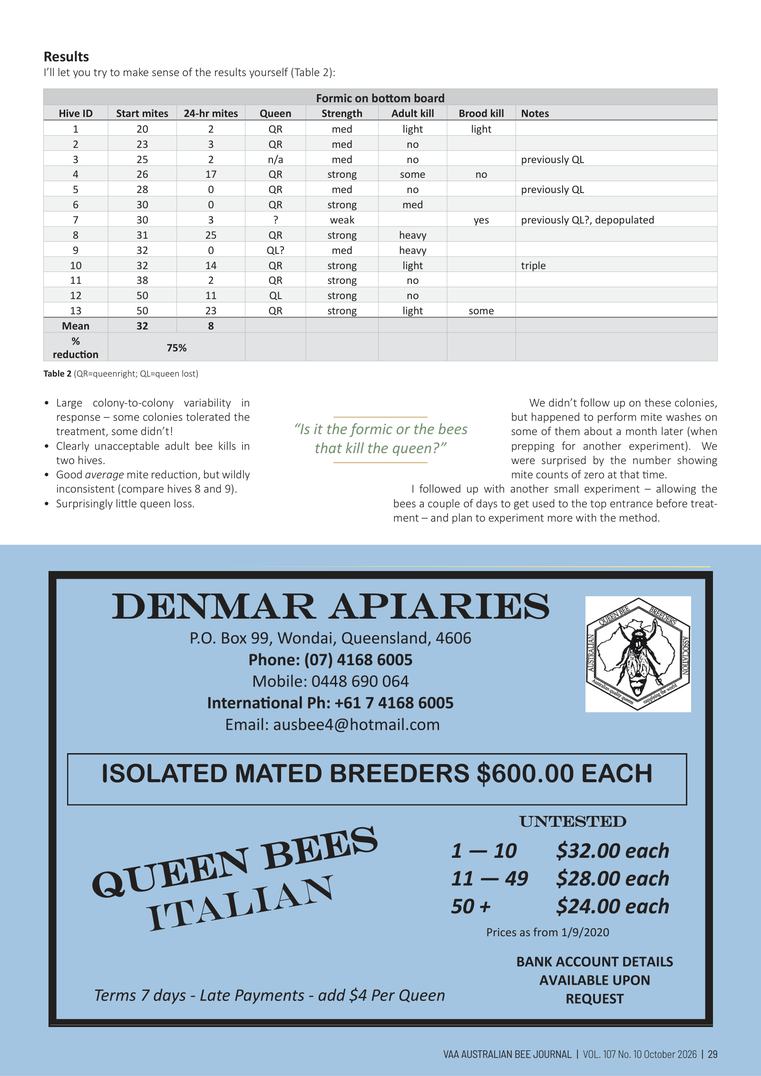 Results
I'll let you try to make sense of the results yourself (Table 2):
Formic on bottom board
Hive ID Start mites 24-hr mites Queen Strength Adult kill Brood kill Notes
1 20 2 QR med light light
2 23 3 QR med no
3 25 2 n/a med no previously QL
4 26 17 QR strong some no
5 28 0 QR med no previously QL
6 30 0 QR strong med
7 30 3 ? weak yes previously QL?, depopulated
8 31 25 QR strong heavy
9 32 0 QL? med heavy
10 32 14 QR strong light triple
11 38 2 QR strong no
12 50 11 QL strong no
13 50 23 QR strong light some
Mean 32 8
%
reduction 75%
Table 2 (QR=queenright; QL=queen lost)
• Large colony-to-colony variability in
response – some colonies tolerated the
treatment, some didn't!
• Clearly unacceptable adult bee kills in
two hives.
• Good average mite reduction, but wildly
inconsistent (compare hives 8 and 9).
• Surprisingly little queen loss.
"Is it the formic or the bees
that kill the queen?"
We didn't follow up on these colonies,
but happened to perform mite washes on
some of them about a month later (when
prepping for another experiment). We
were surprised by the number showing
mite counts of zero at that time.
I followed up with another small experiment – allowing the
bees a couple of days to get used to the top entrance before treat-
ment – and plan to experiment more with the method.
DENMAR APIARIES
P.O. Box 99, Wondai, Queensland, 4606
Phone: (07) 4168 6005
Mobile: 0448 690 064
International Ph: +61 7 4168 6005
Email: ausbee4@hotmail.com
QUEEN BEE
BREEDERS
AUSTRALIAN
ASSOCIATION
Australian quality queens
supplying the world
ISOLATED MATED BREEDERS $600.00 EACH
QUEEN BEES
ITALIAN
UNTESTED
1 — 10 $32.00 each
11 — 49 $28.00 each
50 + $24.00 each
Prices as from 1/9/2020
BANK ACCOUNT DETAILS
AVAILABLE UPON
REQUEST
Terms 7 days - Late Payments - add $4 Per Queen
VAA AUSTRALIAN BEE JOURNAL | VOL. 107 No. 10 October 2026 | 29